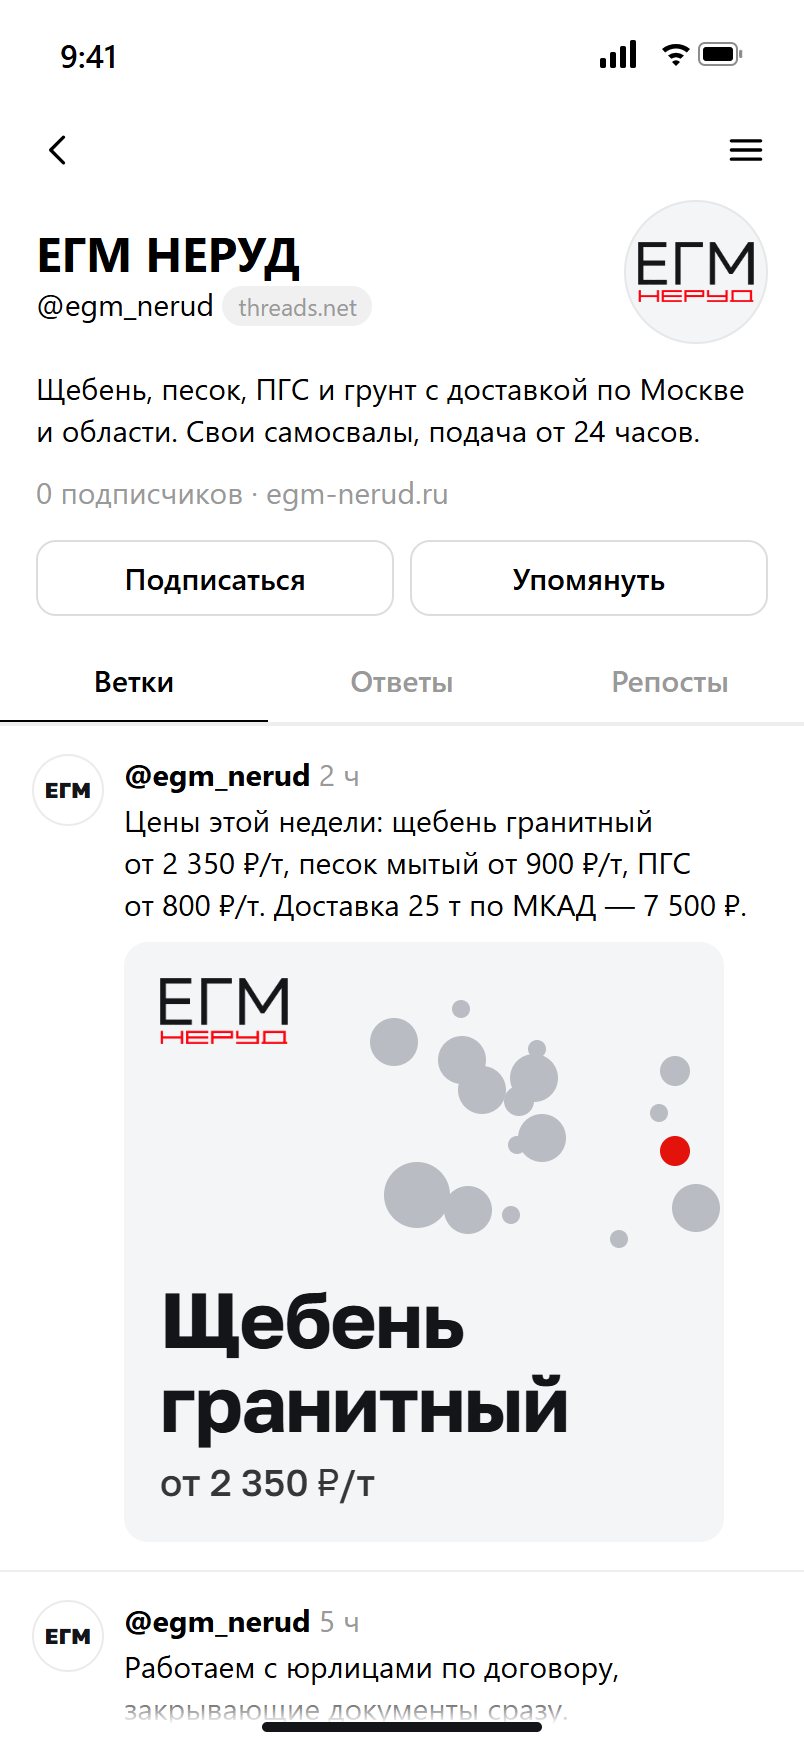 9:41
ЕГМ НЕРУД
@egm_nerud threads.net
ЕГМ
НЕРУД
Щебень, песок, ПГС и грунт с доставкой по Москве
и области. Свои самосвалы, подача от 24 часов.
0 подписчиков · egm-nerud.ru
Подписаться
Упомянуть
Ветки
Ответы
Репосты
ЕГМ
@egm_nerud 2 ч
Цены этой недели: щебень гранитный
от 2 350 ₽/т, песок мытый от 900 ₽/т, ПГС
от 800 ₽/т. Доставка 25 т по МКАД — 7 500 ₽.
ЕГМ
НЕРУД
Щебень
гранитный
от 2 350 ₽/т
ЕГМ
@egm_nerud 5 ч
Работаем с юрлицами по договору,
закрывающие документы сразу.